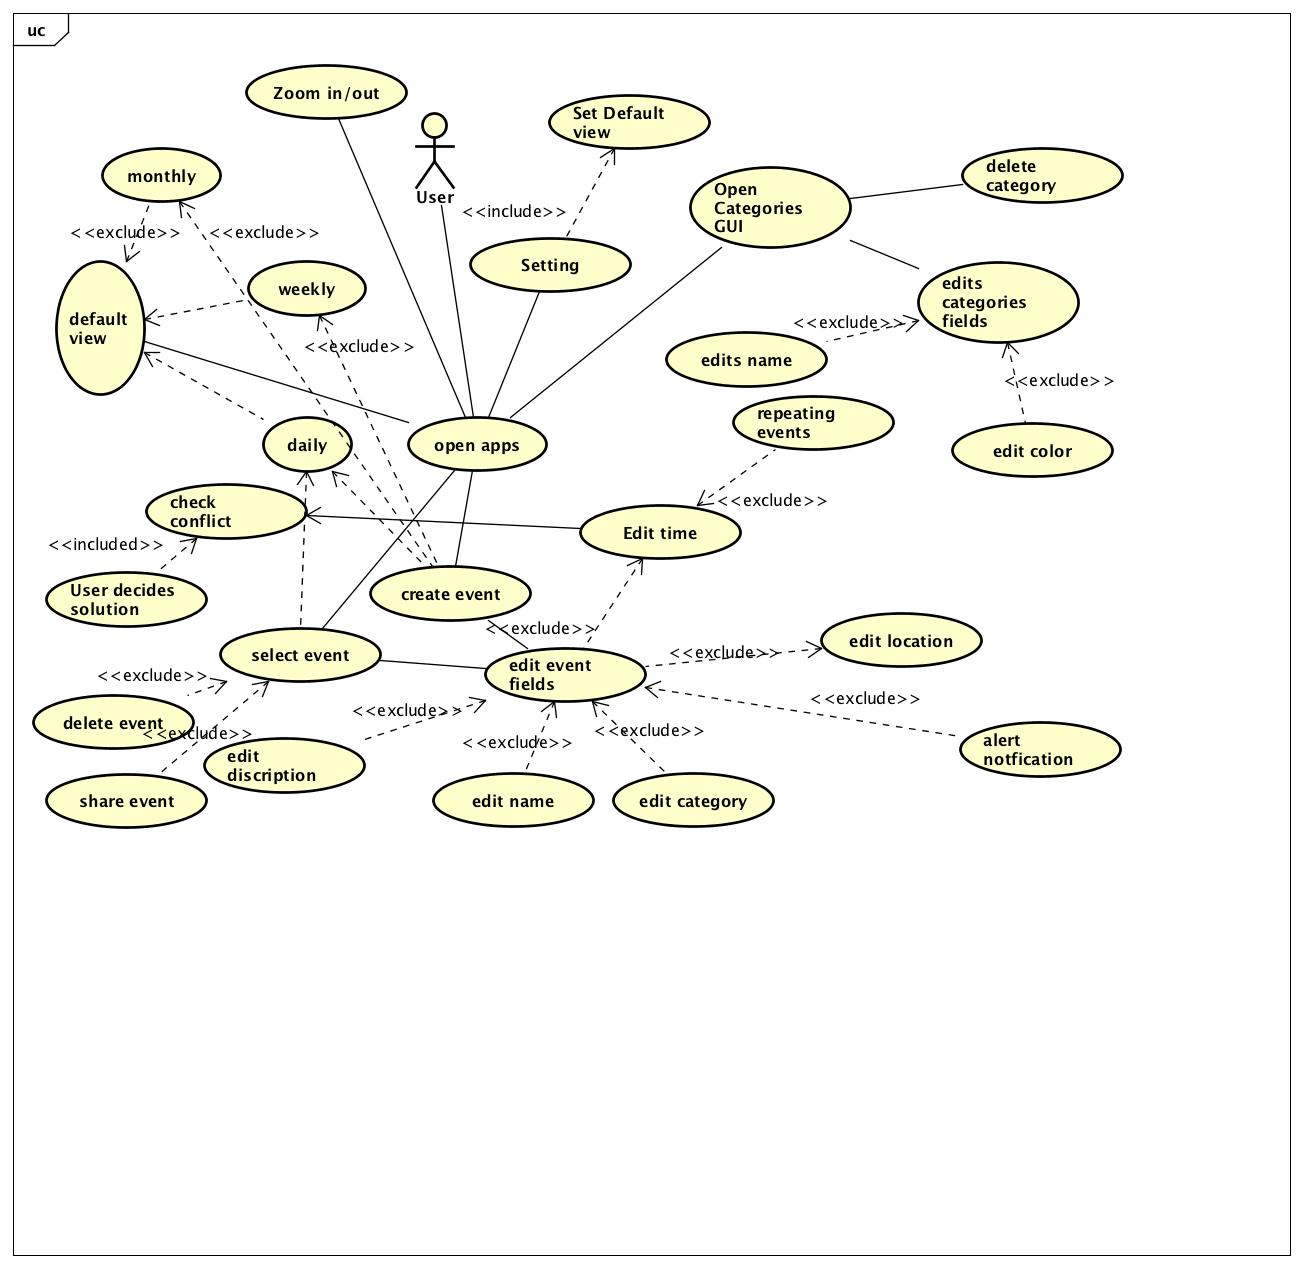 uc
Zoom in/out
Set Default
view
User
monthly
<<include>>
Open
Categories
GUI
delete
category
<<exclude>>
<<exclude>>
Setting
weekly
default
view
edits
categories
fields
<<exclude>>
<<exclude>>
edits name
<<exclude>>
repeating
events
daily
open apps
edit color
check
conflict
<<exclude>>
Edit time
<<included>>
User decides
solution
create event
<<exclude>>
edit location
select event
<<exclude>>
edit event
fields
<<exclude>>
<<exclude>>
delete event
<<exclude>>
<<exclude>>
<<exclude>>
<<exclude>>
alert
notfication
edit
discription
share event
edit name
edit category